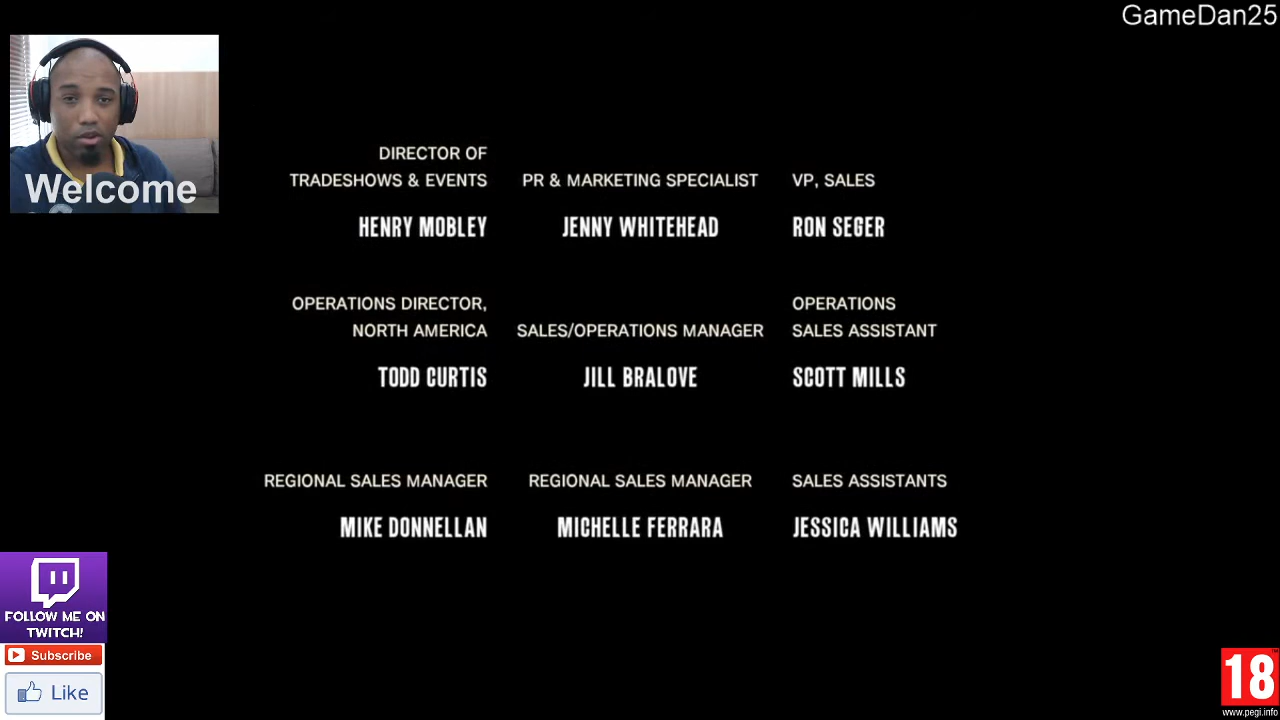 GameDan25
Welcome
DIRECTOR OF
TRADESHOWS & EVENTS
HENRY MOBLEY
PR & MARKETING SPECIALIST
JENNY WHITEHEAD
VP, SALES
RON SEGER
OPERATIONS DIRECTOR,
NORTH AMERICA
TODD CURTIS
SALES/OPERATIONS MANAGER
JILL BRALOVE
OPERATIONS
SALES ASSISTANT
SCOTT MILLS
REGIONAL SALES MANAGER
MIKE DONNELLAN
REGIONAL SALES MANAGER
MICHELLE FERRARA
SALES ASSISTANTS
JESSICA WILLIAMS
FOLLOW ME ON
TWITCH!
Subscribe
Like
18
www.pegi.info